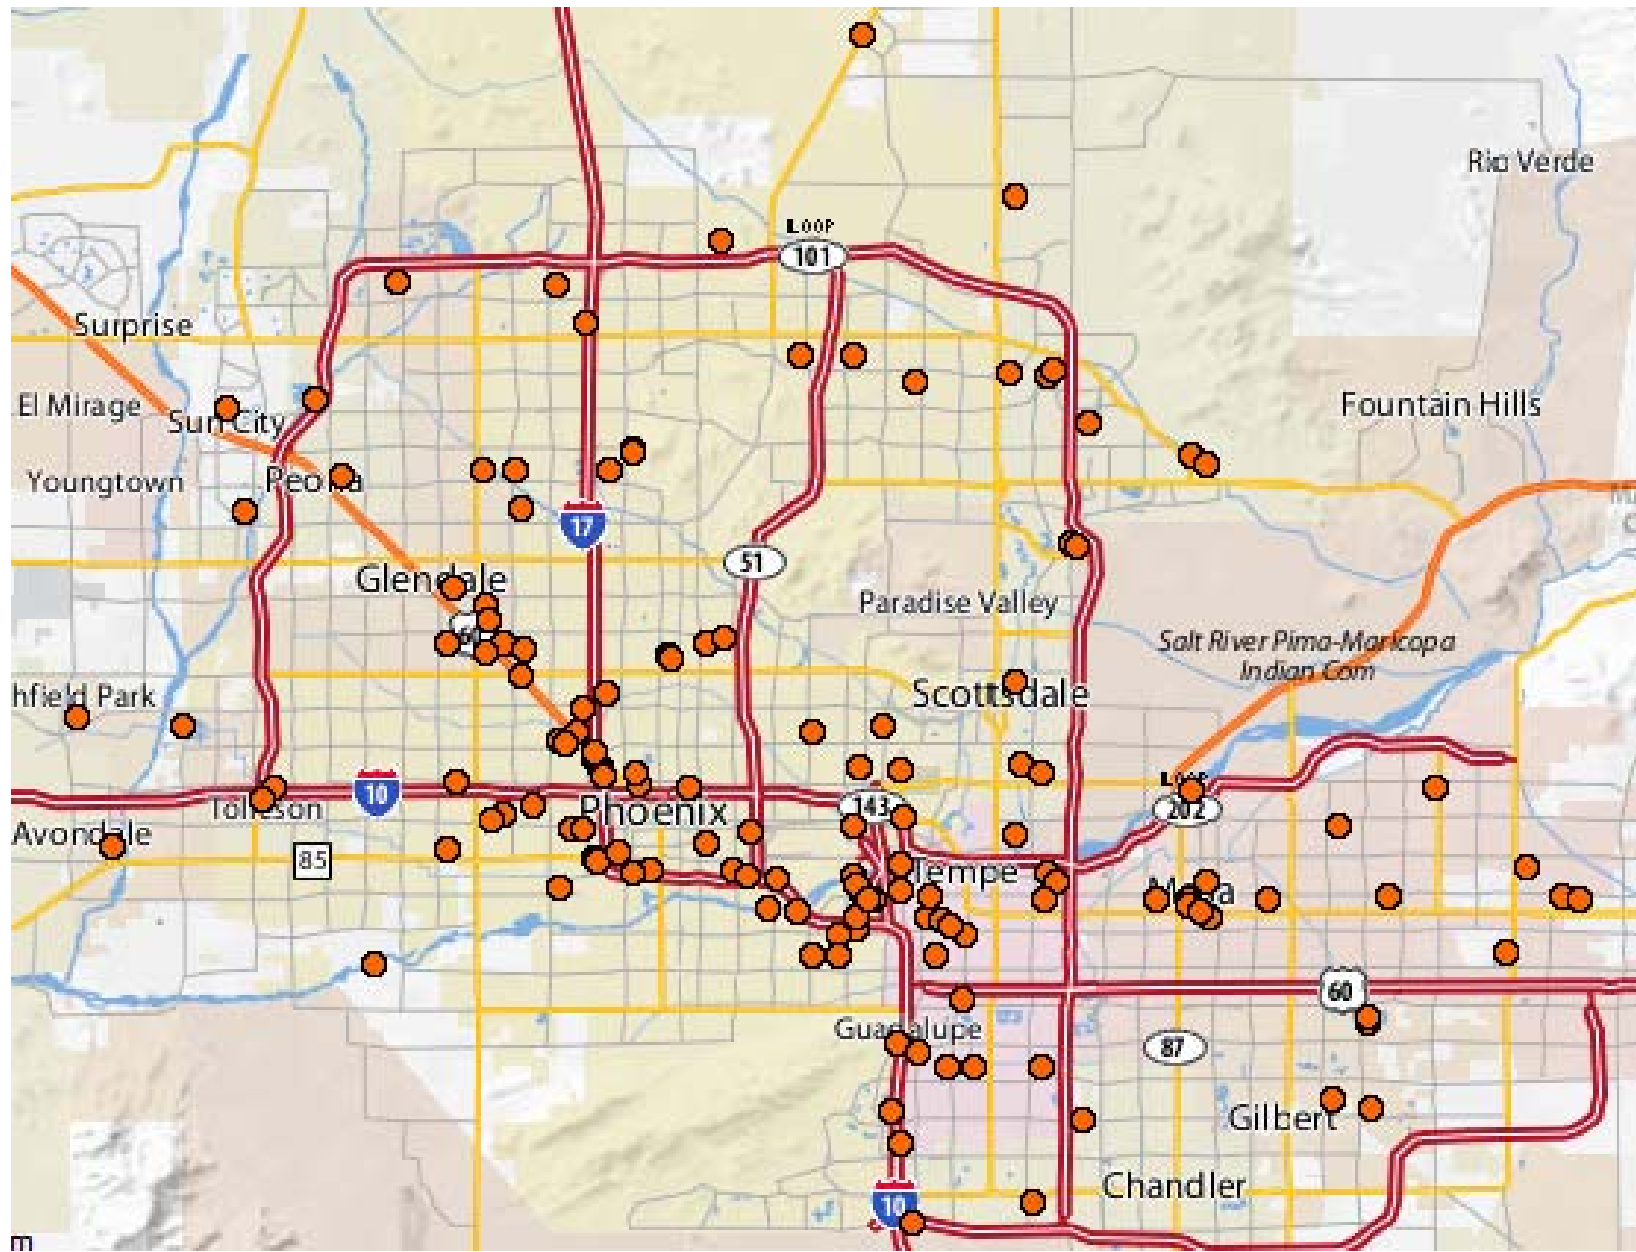 Rio Verde
LOOP
101
Surprise
El Mirage
Sun City
Fountain Hills
Youngtown
Peoria
17
51
Glendale
Paradise Valley
60
Salt River Pima-Maricopa
Indian Com
hfield Park
Scottsdale
10
Tolleson
Phoenix
143
LOOP
202
Avondale
85
Tempe
Mesa
60
Guadalupe
87
Gilbert
Chandler
10
m